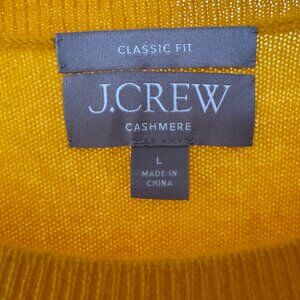 CLASSIC FIT
J.CREW
CASHMERE
L
MADE IN
CHINA